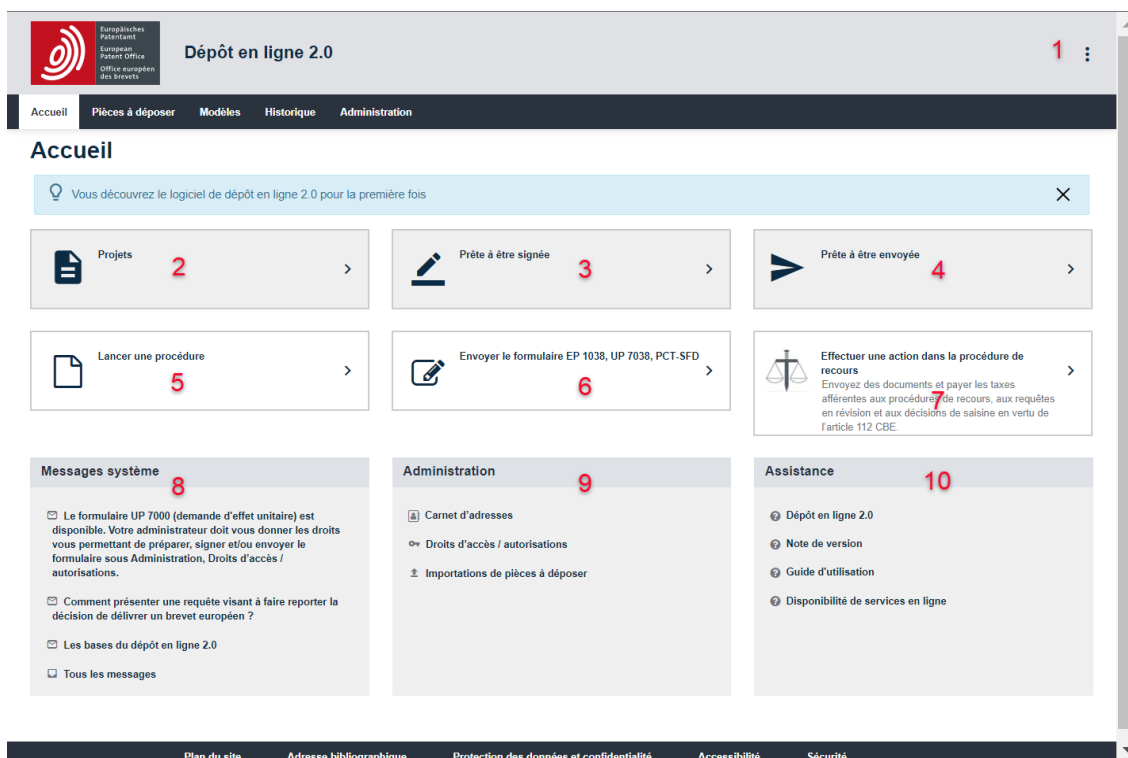 Europäisches
Patentamt
European
Patent Office
Office européen
des brevets
Dépôt en ligne 2.0
1
Accueil Pièces à déposer Modèles Historique Administration
Accueil
Vous découvrez le logiciel de dépôt en ligne 2.0 pour la première fois
Projets
2
Prête à être signée
3
Prête à être envoyée
4
Lancer une procédure
5
Envoyer le formulaire EP 1038, UP 7038, PCT-SFD
6
Effectuer une action dans la procédure de
recours
Envoyez des documents et payer les taxes
afférentes aux procédures de recours, aux requêtes
en révision et aux décisions de saisine en vertu de
l'article 112 CBE.
7
Messages système
8
Le formulaire UP 7000 (demande d'effet unitaire) est
disponible. Votre administrateur doit vous donner les droits
vous permettant de préparer, signer et/ou envoyer le
formulaire sous Administration, Droits d'accès /
autorisations.
Comment présenter une requête visant à faire reporter la
décision de délivrer un brevet européen ?
Les bases du dépôt en ligne 2.0
Tous les messages
Administration
9
Carnet d'adresses
Droits d'accès / autorisations
Importations de pièces à déposer
Assistance
10
Dépôt en ligne 2.0
Note de version
Guide d'utilisation
Disponibilité de services en ligne
Plan du site Adresse bibliographique Protection des données et confidentialité Accessibilité Sécurité